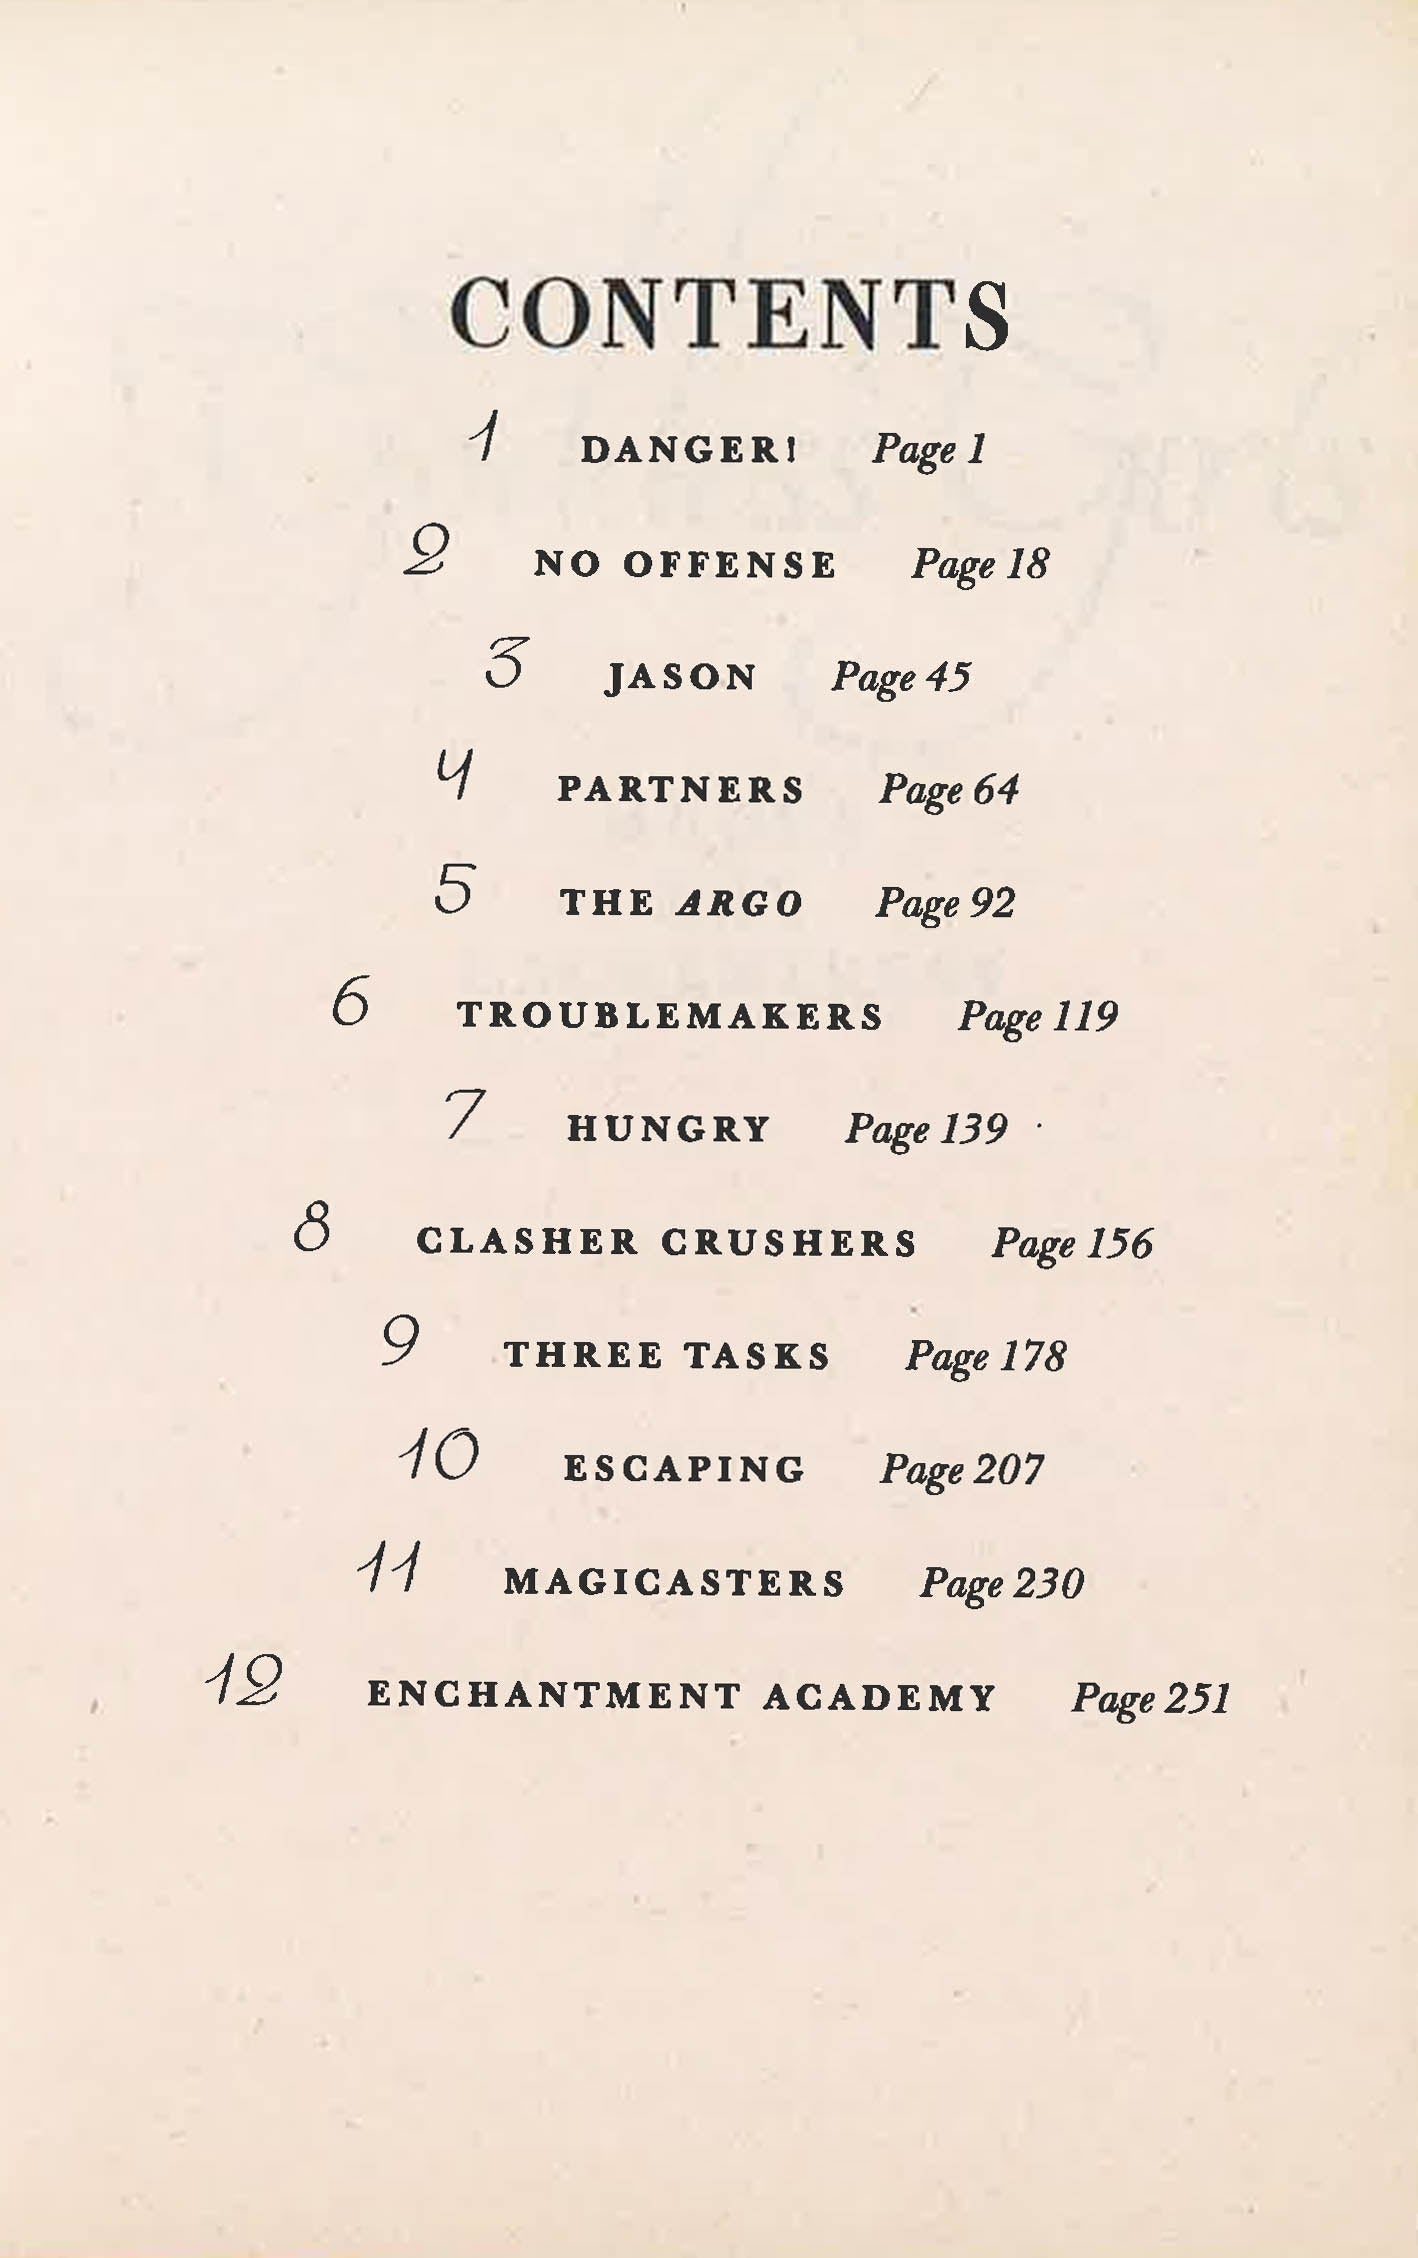 CONTENTS
1 DANGER! Page 1
2 NO OFFENSE Page 18
3 JASON Page 45
4 PARTNERS Page 64
5 THE ARGO Page 92
6 TROUBLEMAKERS Page 119
7 HUNGRY Page 139
8 CLASHER CRUSHERS Page 156
9 THREE TASKS Page 178
10 ESCAPING Page 207
11 MAGICASTERS Page 230
12 ENCHANTMENT ACADEMY Page 251